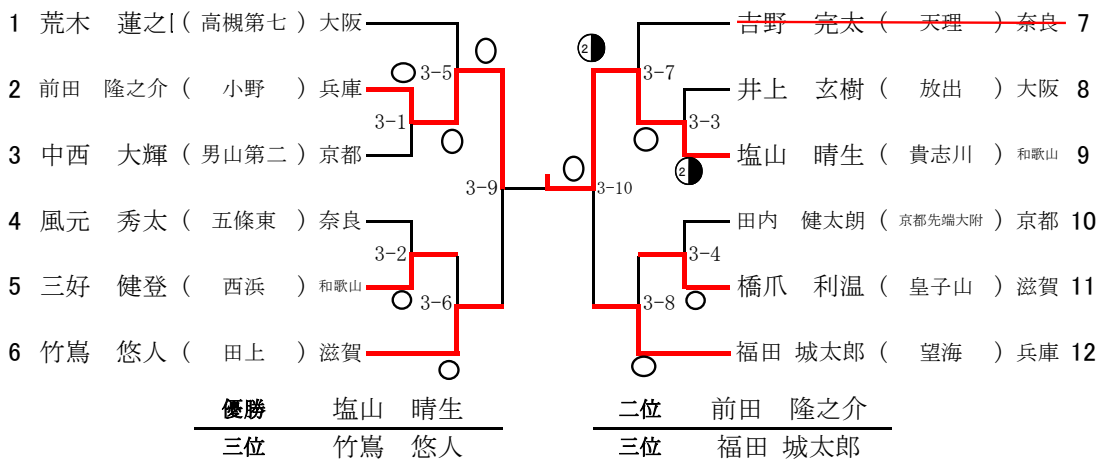 1 荒木 蓮之 ( 高槻第七 ) 大阪
2 前田 隆之介 ( 小野 ) 兵庫
3 中西 大輝 ( 男山第二 ) 京都
4 風元 秀太 ( 五條東 ) 奈良
5 三好 健登 ( 西浜 ) 和歌山
6 竹嶌 悠人 ( 田上 ) 滋賀
3-5
3-1
3-9
3-2
3-6
2
3-7
3-3
2
3-10
3-4
3-8
吉野 完太 ( 天理 ) 奈良 7
井上 玄樹 ( 放出 ) 大阪 8
塩山 晴生 ( 貴志川 ) 和歌山 9
田内 健太朗 ( 京都先端大附 ) 京都 10
橋爪 利温 ( 皇子山 ) 滋賀 11
福田 城太郎 ( 望海 ) 兵庫 12
優勝 塩山 晴生
三位 竹嶌 悠人
二位 前田 隆之介
三位 福田 城太郎